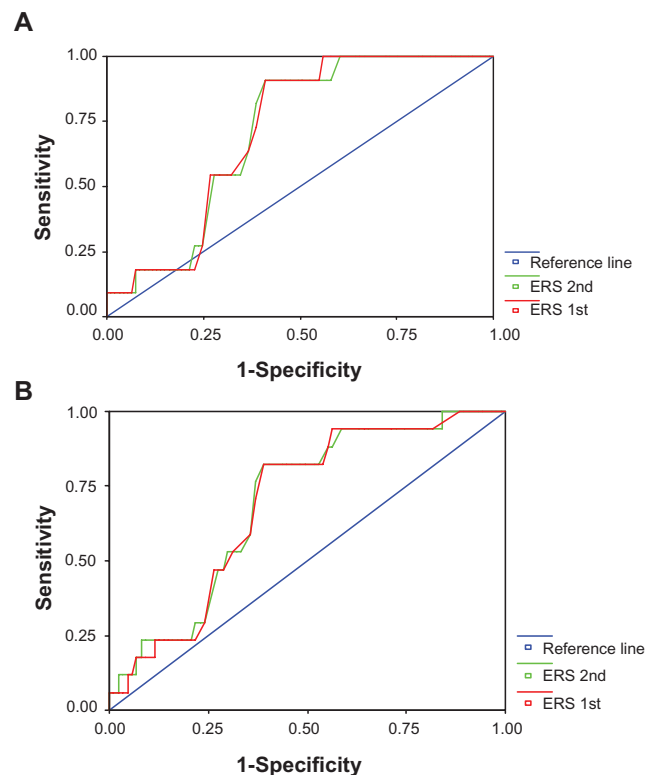 A
1.00
0.75
0.50
0.25
0.00
Sensitivity
0.00 0.25 0.50 0.75 1.00
1-Specificity
Reference line
ERS 2nd
ERS 1st
B
1.00
0.75
0.50
0.25
0.00
Sensitivity
0.00 0.25 0.50 0.75 1.00
1-Specificity
Reference line
ERS 2nd
ERS 1st